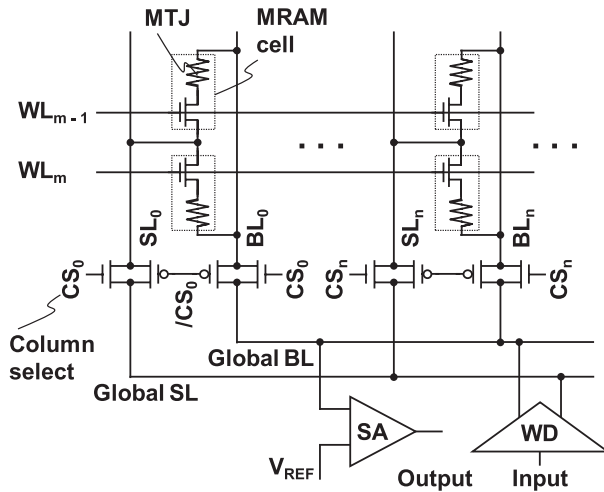 MTJ
MRAM
cell
WLm - 1
. . .
. . .
WLm
SL0
BL0
SLn
BLn
CS0
/CS0
CS0
CSn
CSn
Column
select
Global BL
Global SL
SA
WD
VREF
Output
Input